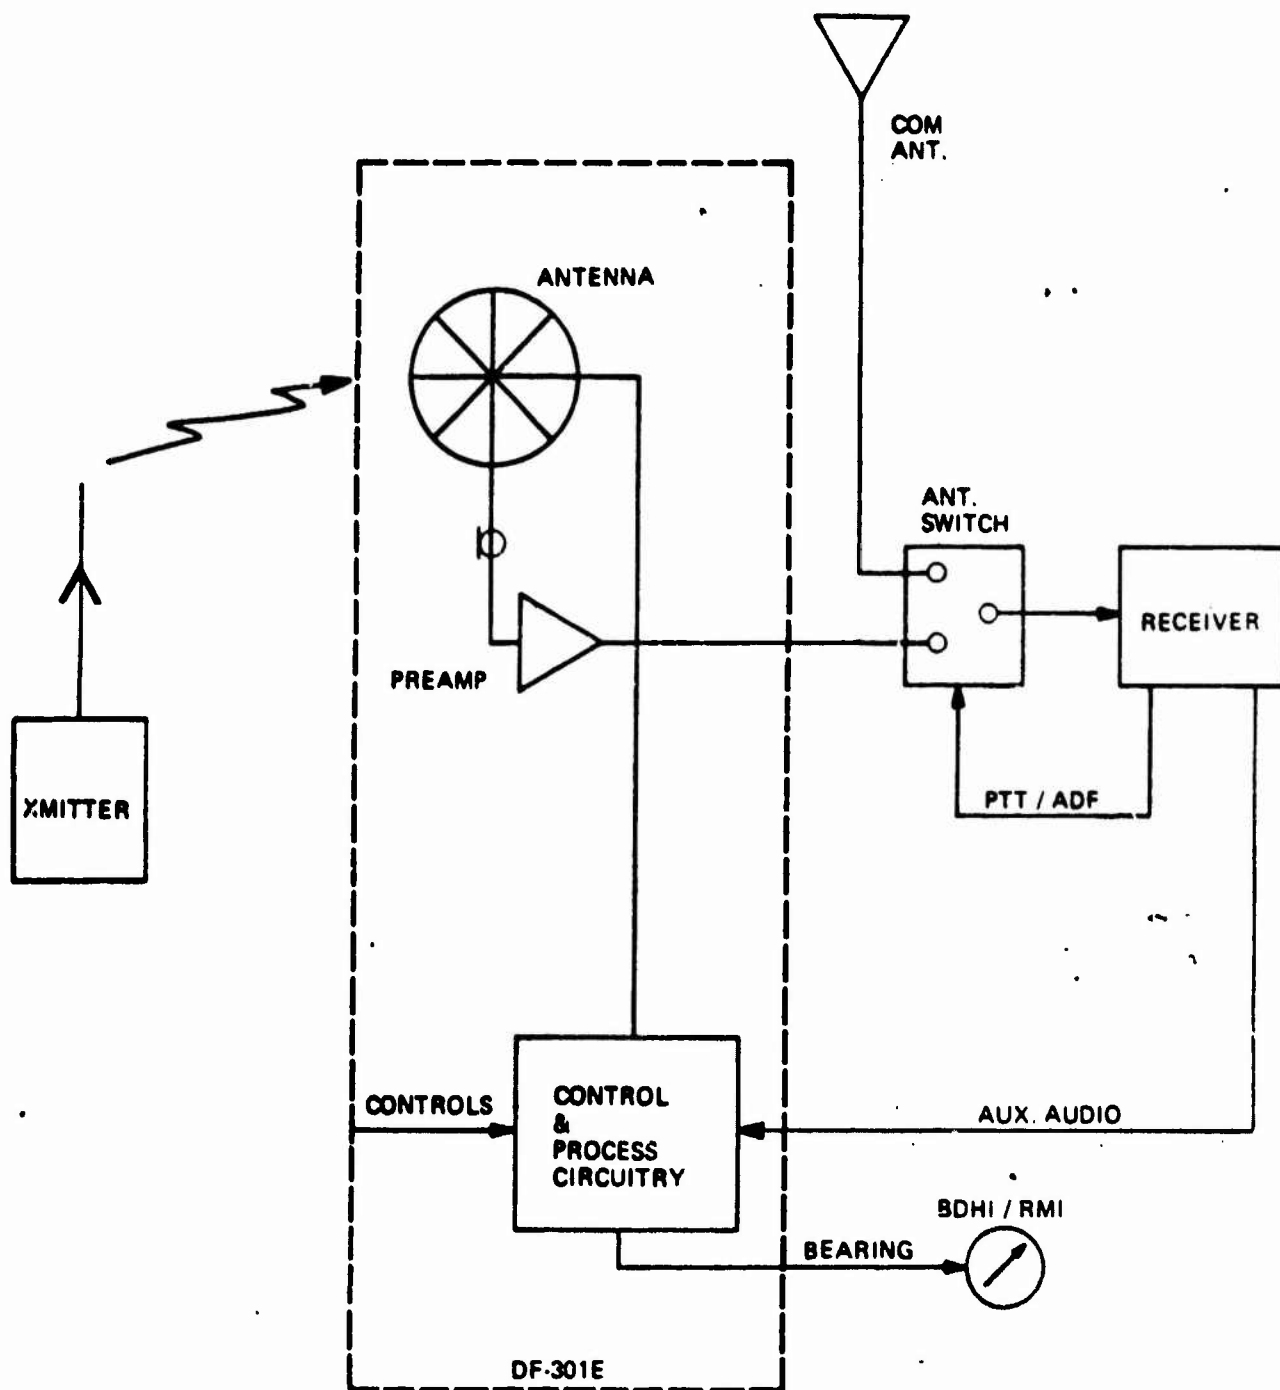 COM
ANT.
ANTENNA
ANT.
SWITCH
RECEIVER
PREAMP
PTT / ADF
XMITTER
CONTROLS
CONTROL
&
PROCESS
CIRCUITRY
AUX. AUDIO
BDHI / RMI
BEARING
DF-301E